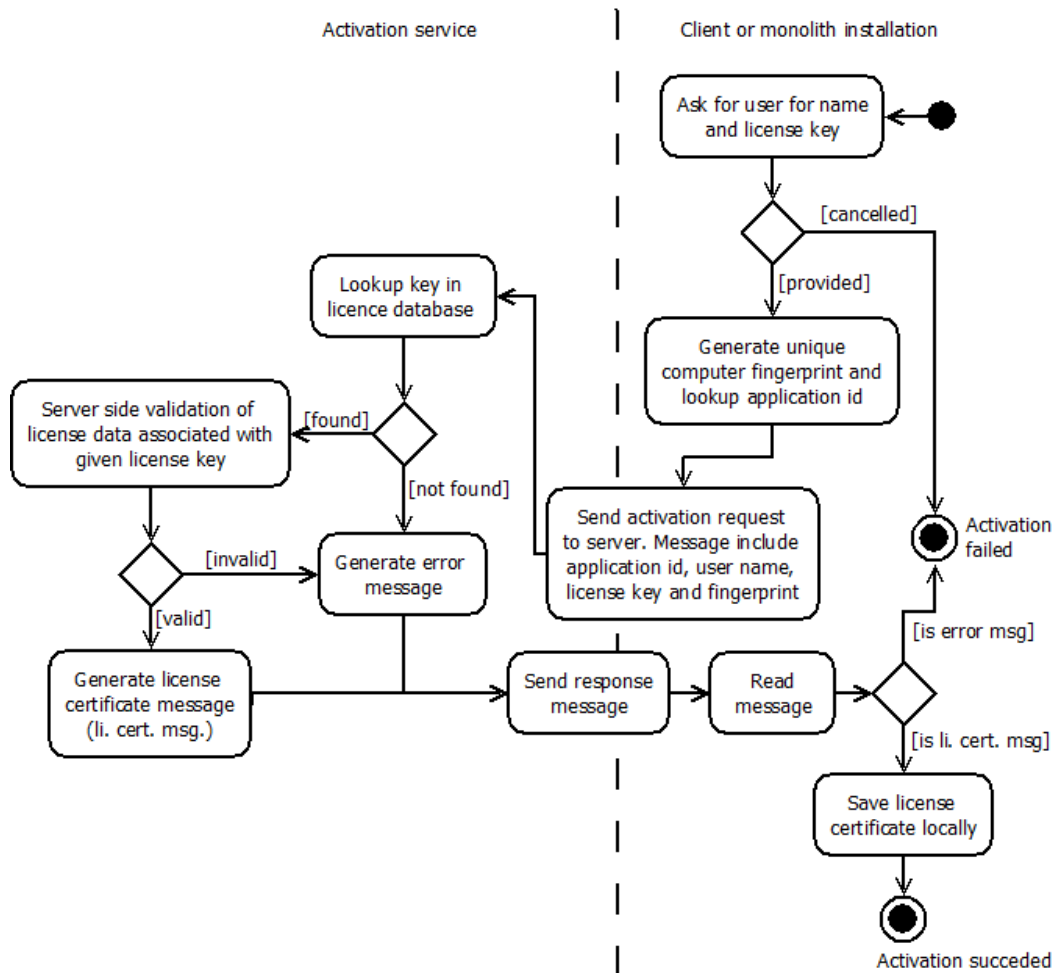 Activation service
Client or monolith installation
Ask for user for name
and license key
[cancelled]
[provided]
Lookup key in
licence database
Generate unique
computer fingerprint and
lookup application id
Server side validation of
license data associated with
given license key
[found]
[not found]
Send activation request
to server. Message include
application id, user name,
license key and fingerprint
Activation
failed
[invalid]
Generate error
message
[valid]
[is error msg]
Generate license
certificate message
(li. cert. msg.)
Send response
message
Read
message
[is li. cert. msg]
Save license
certificate locally
Activation succeded